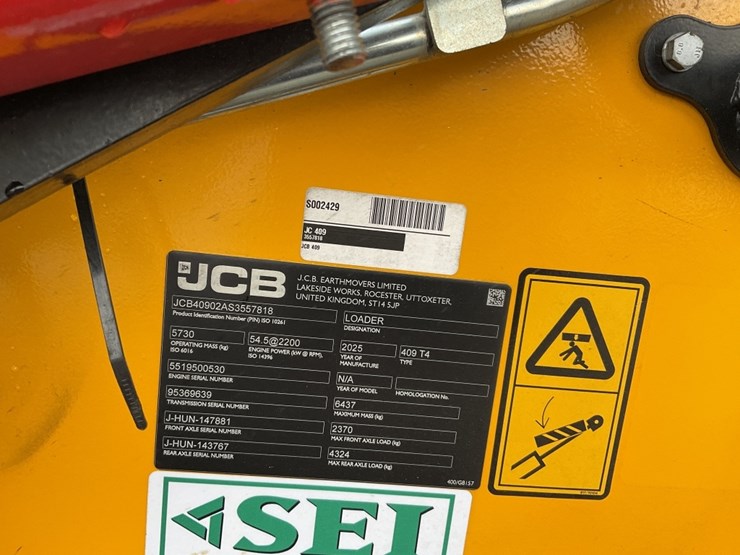 S002429
JC 409
3557818
JCB 409
JCB
J.C.B. EARTHMOVERS LIMITED
LAKESIDE WORKS, ROCESTER, UTTOXETER,
UNITED KINGDOM, ST14 5JP
JCB40902AS3557818
Product Identification Number (PIN) ISO 10261
LOADER
DESIGNATION
5730
OPERATING MASS (kg)
ISO 6016
54.5@2200
ENGINE POWER (kW @ RPM),
ISO 14396
2025
YEAR OF
MANUFACTURE
409 T4
TYPE
5519500530
ENGINE SERIAL NUMBER
N/A
YEAR OF MODEL
HOMOLOGATION No.
95369639
TRANSMISSION SERIAL NUMBER
6437
MAXIMUM MASS (kg)
J-HUN-147881
FRONT AXLE SERIAL NUMBER
2370
MAX FRONT AXLE LOAD (kg)
J-HUN-143767
REAR AXLE SERIAL NUMBER
4324
MAX REAR AXLE LOAD (kg)
400/G8157
SEI